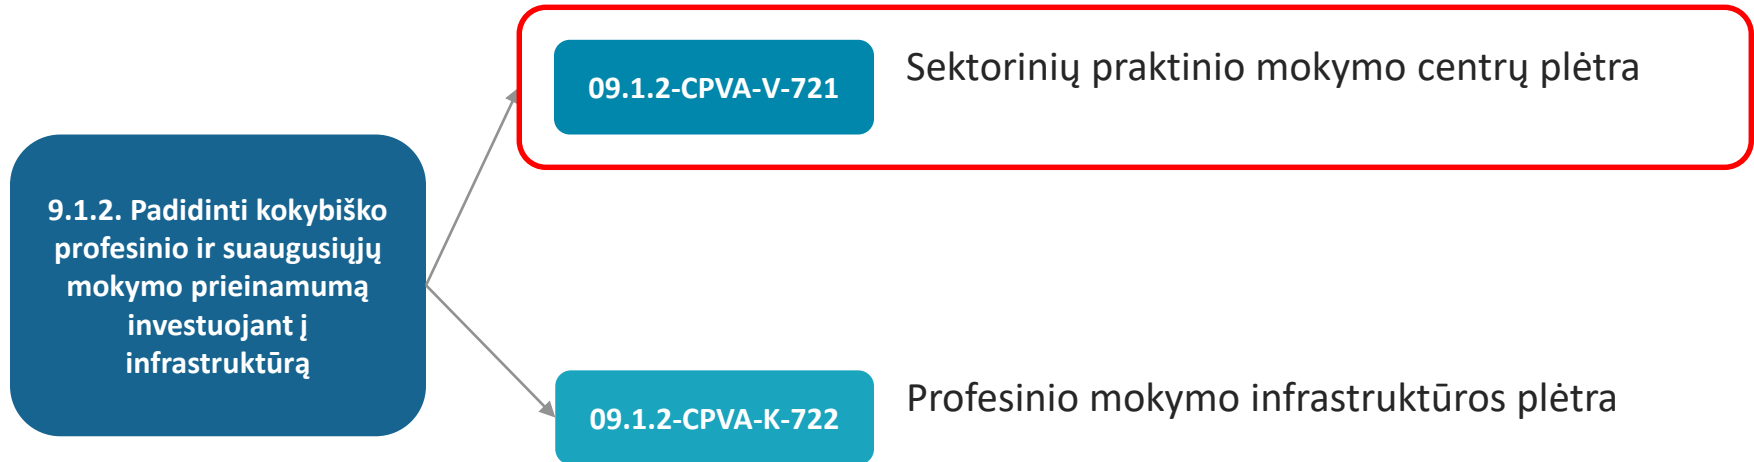 09.1.2-CPVA-V-721
Sektorinių praktinio mokymo centrų plėtra
9.1.2. Padidinti kokybiško
profesinio ir suaugusiųjų
mokymo prieinamumą
investuojant į
infrastruktūrą
09.1.2-CPVA-K-722
Profesinio mokymo infrastruktūros plėtra